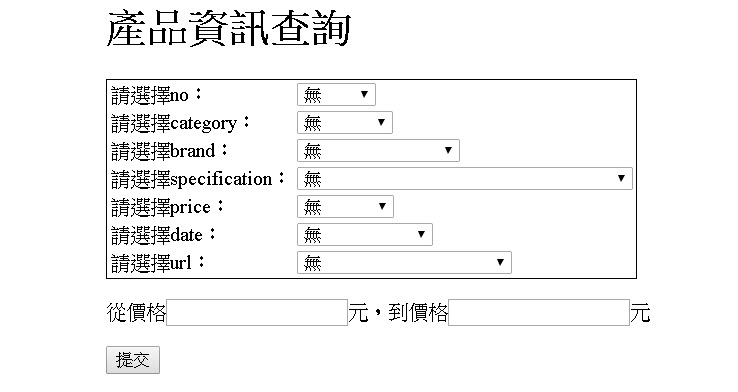 產品資訊查詢
請選擇no： 無
請選擇category： 無
請選擇brand： 無
請選擇specification： 無
請選擇price： 無
請選擇date： 無
請選擇url： 無
從價格 元，到價格 元
提交